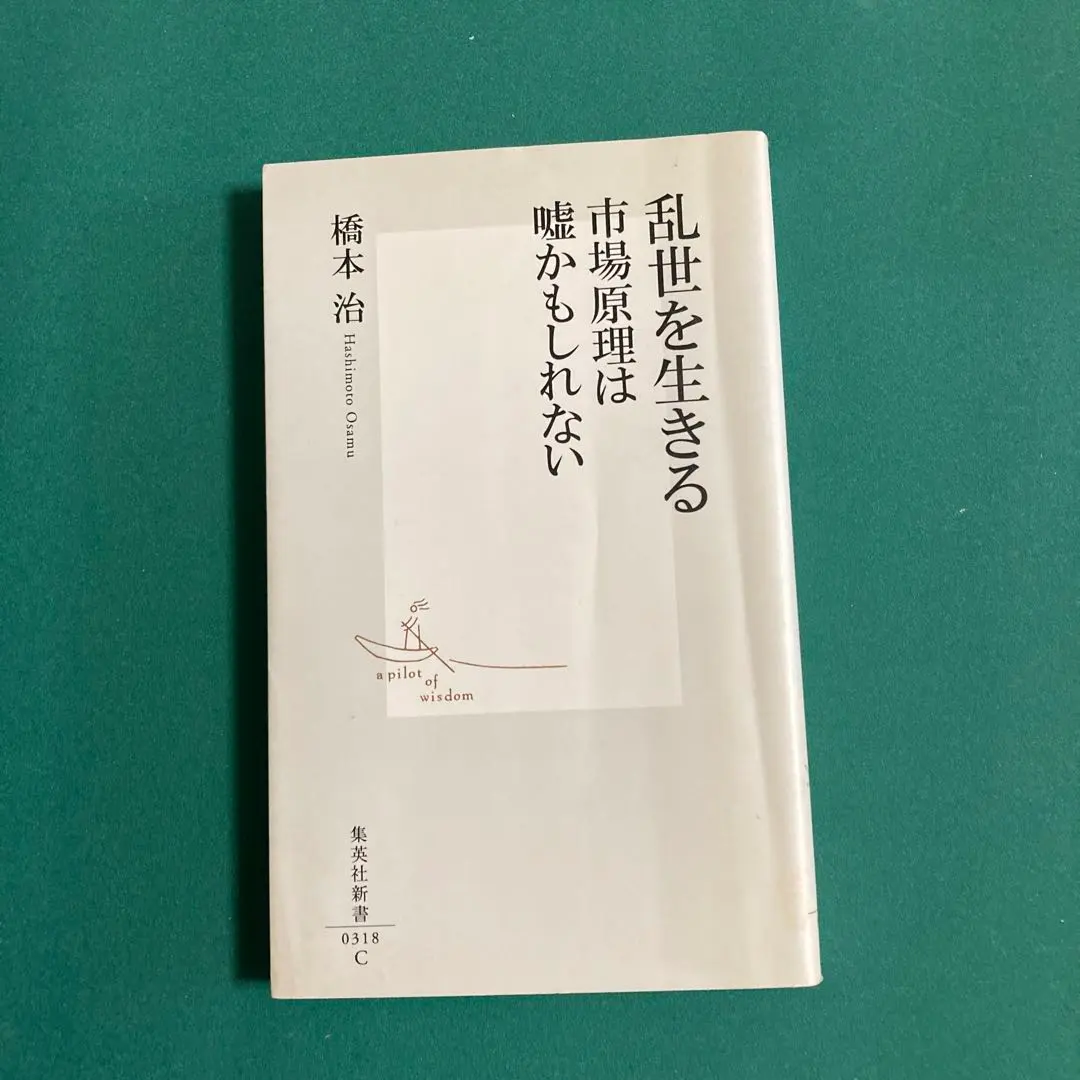 乱世を生きる
市場原理は
嘘かもしれない
橋本 治
Hashimoto Osamu
a pilot of
wisdom
集英社新書
0318
C